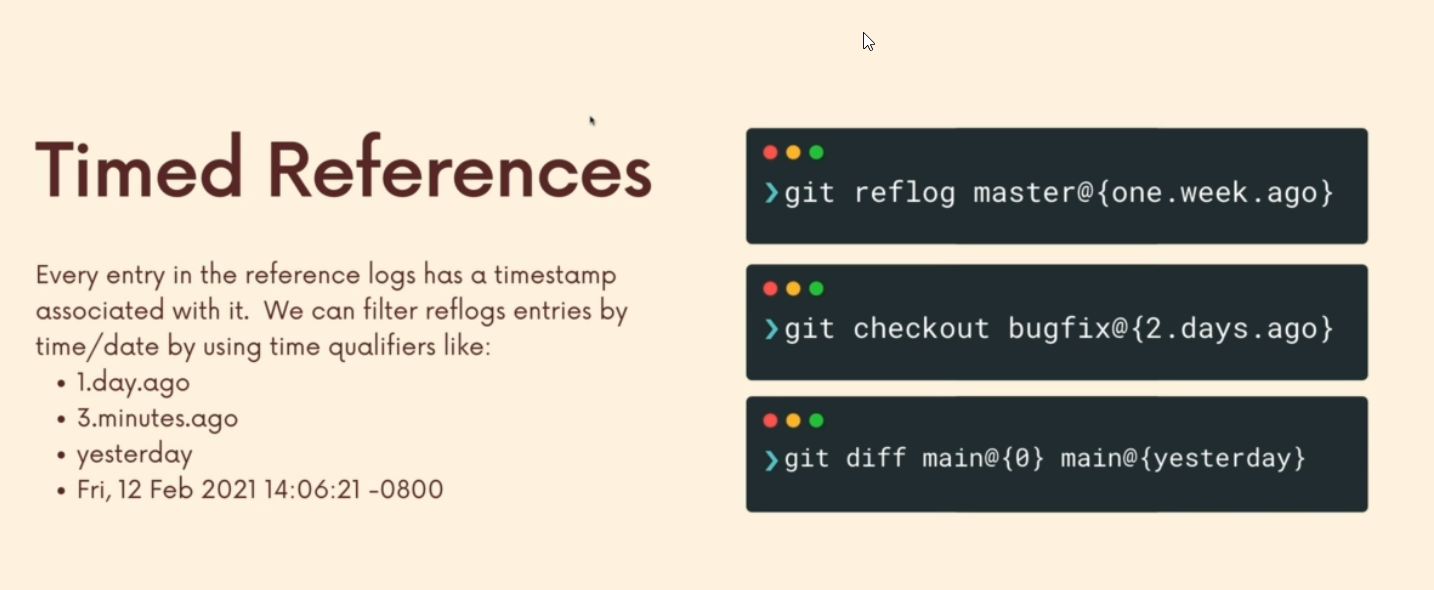 Timed References
Every entry in the reference logs has a timestamp
associated with it.  We can filter reflogs entries by
time/date by using time qualifiers like:
• 1.day.ago
• 3.minutes.ago
• yesterday
• Fri, 12 Feb 2021 14:06:21 -0800
❯git reflog master@{one.week.ago}
❯git checkout bugfix@{2.days.ago}
❯git diff main@{0} main@{yesterday}